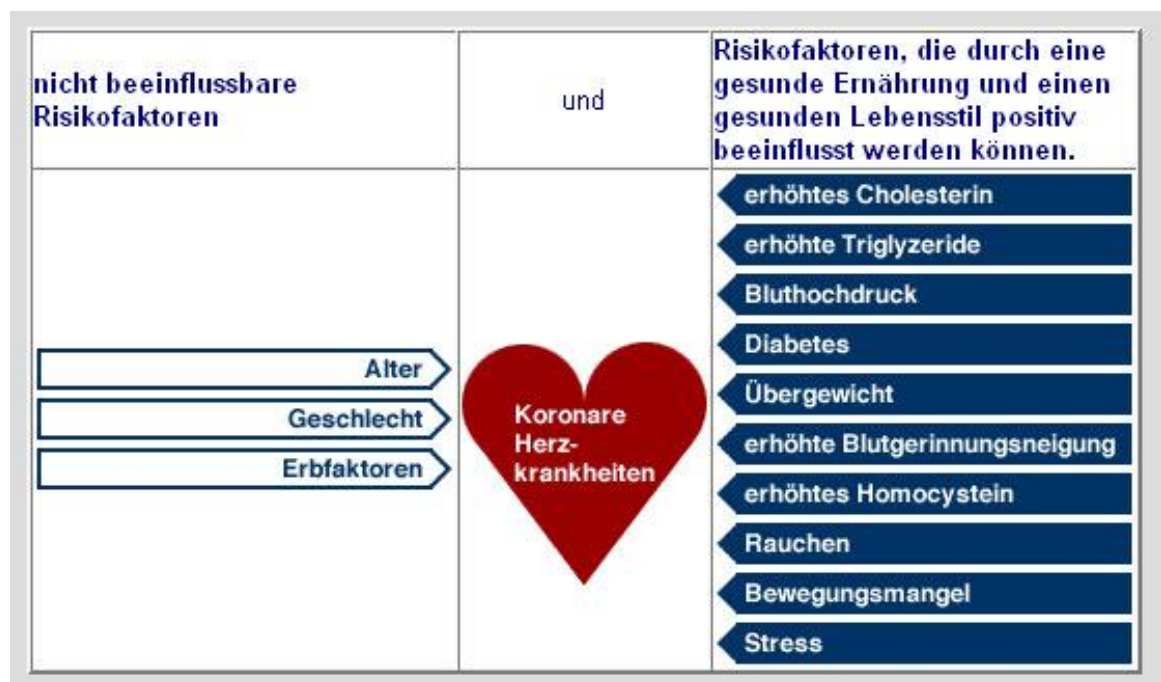 nicht beeinflussbare
Risikofaktoren
und
Risikofaktoren, die durch eine
gesunde Ernährung und einen
gesunden Lebensstil positiv
beeinflusst werden können.
Alter
Geschlecht
Erbfaktoren
Koronare
Herz-
krankheiten
erhöhtes Cholesterin
erhöhte Triglyzeride
Bluthochdruck
Diabetes
Übergewicht
erhöhte Blutgerinnungsneigung
erhöhtes Homocystein
Rauchen
Bewegungsmangel
Stress